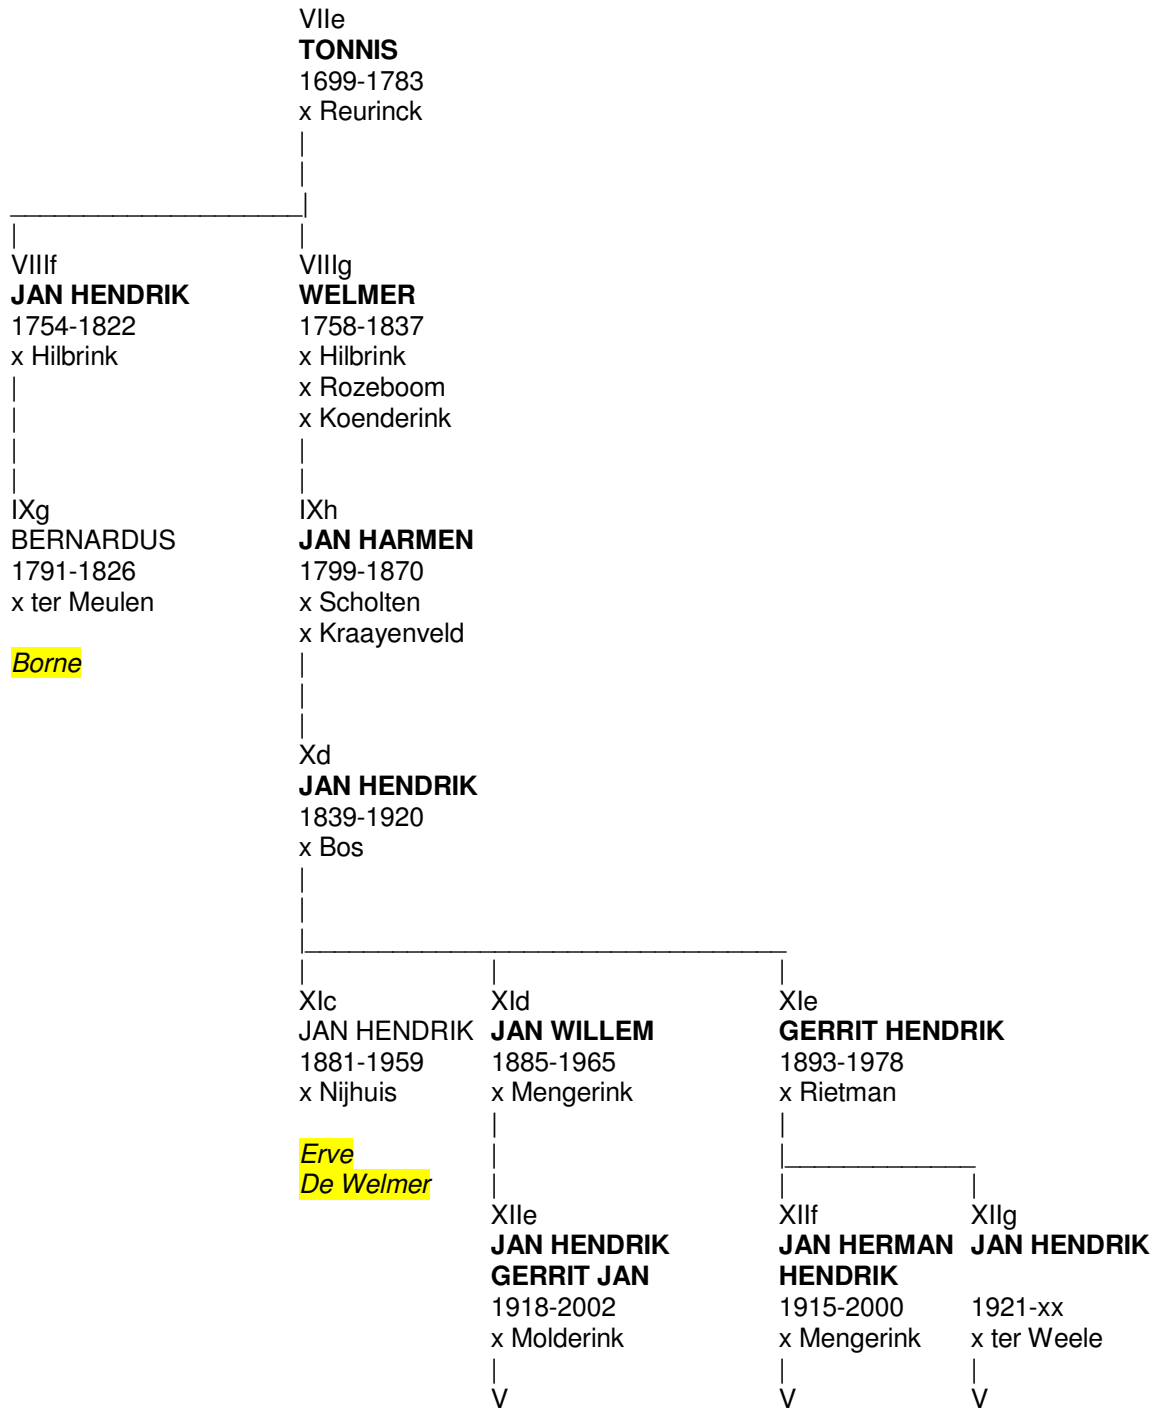 VIIe
TONNIS
1699-1783
x Reurinck
VIIIf
JAN HENDRIK
1754-1822
x Hilbrink
VIIIg
WELMER
1758-1837
x Hilbrink
x Rozeboom
x Koenderink
IXg
BERNARDUS
1791-1826
x ter Meulen
Borne
IXh
JAN HARMEN
1799-1870
x Scholten
x Kraayenveld
Xd
JAN HENDRIK
1839-1920
x Bos
XIc
JAN HENDRIK
1881-1959
x Nijhuis
Erve
De Welmer
XId
JAN WILLEM
1885-1965
x Mengerink
XIe
GERRIT HENDRIK
1893-1978
x Rietman
XIIe
JAN HENDRIK
GERRIT JAN
1918-2002
x Molderink
V
XIIf
JAN HERMAN
HENDRIK
1915-2000
x Mengerink
V
XIIg
JAN HENDRIK
1921-xx
x ter Weele
V